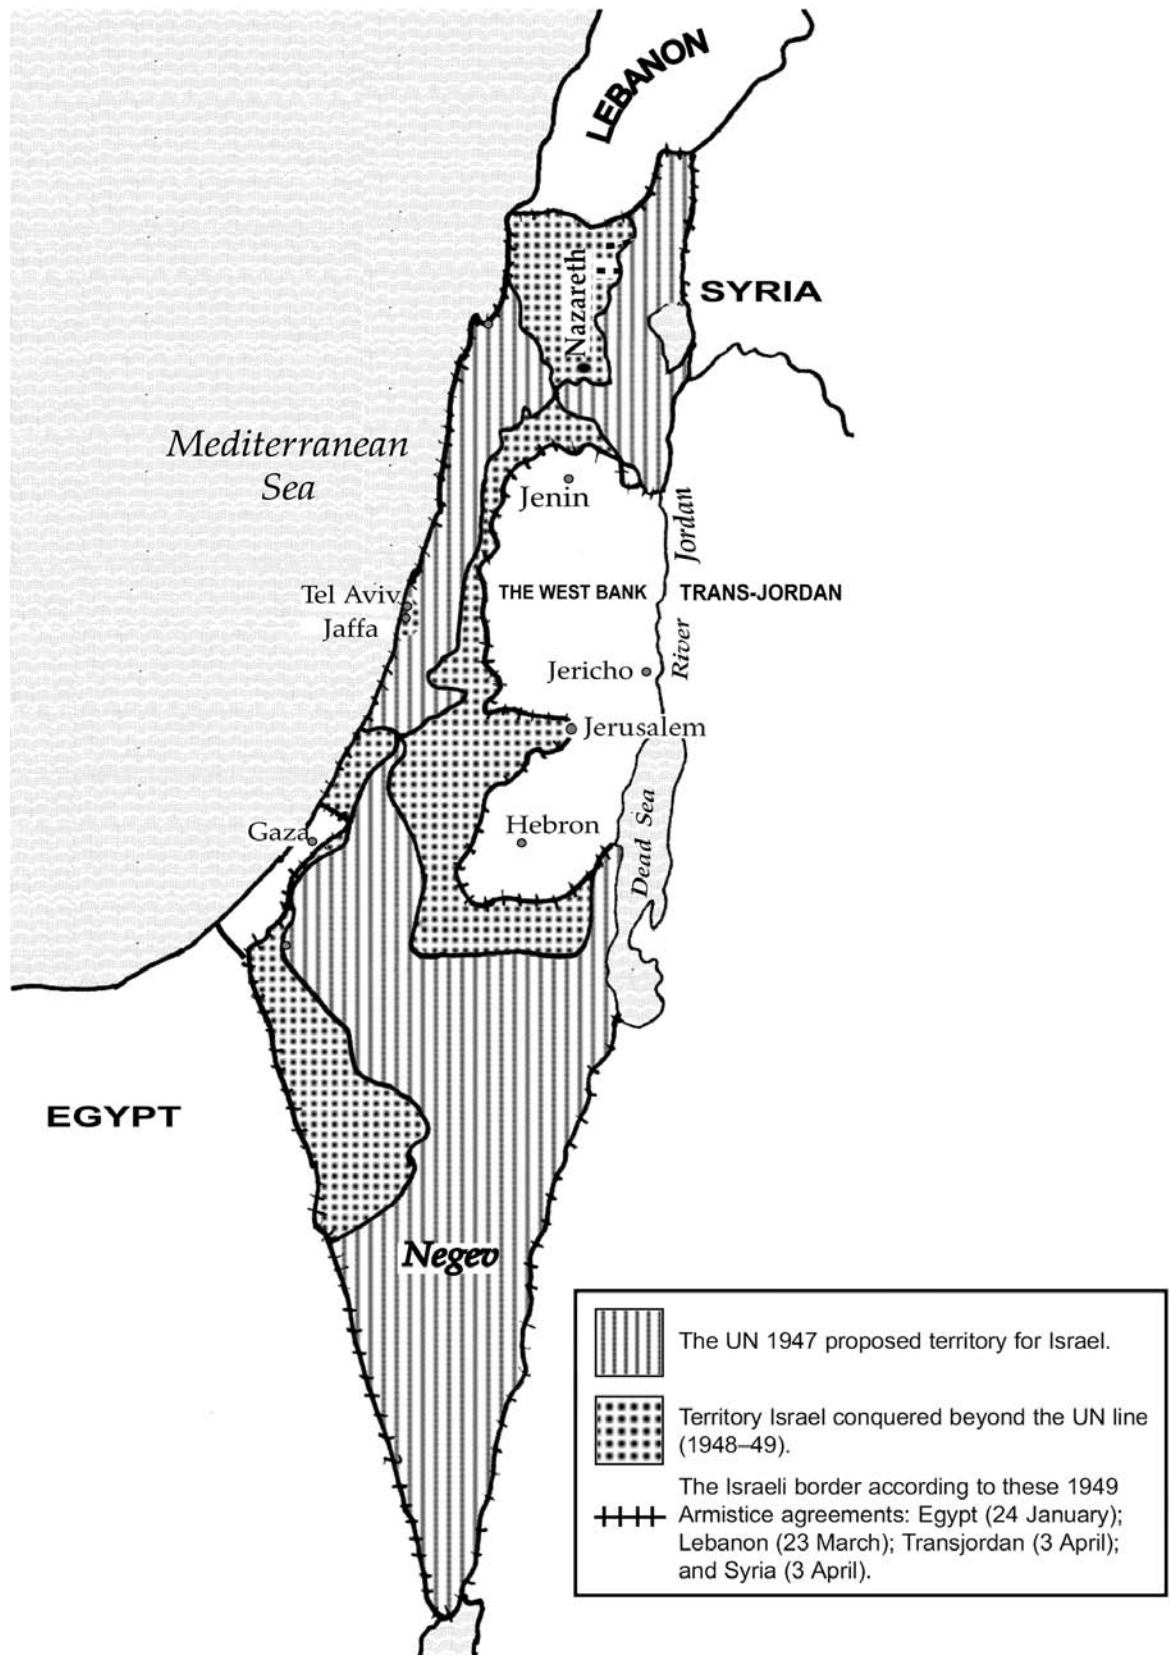 LEBANON
Nazareth
SYRIA
Mediterranean
Sea
Jenin
Jordan
Tel Aviv
Jaffa
THE WEST BANK
TRANS-JORDAN
River
Jericho
Jerusalem
Gaza
Hebron
Dead Sea
EGYPT
Negev
The UN 1947 proposed territory for Israel.
Territory Israel conquered beyond the UN line
(1948–49).
The Israeli border according to these 1949
Armistice agreements: Egypt (24 January);
Lebanon (23 March); Transjordan (3 April);
and Syria (3 April).